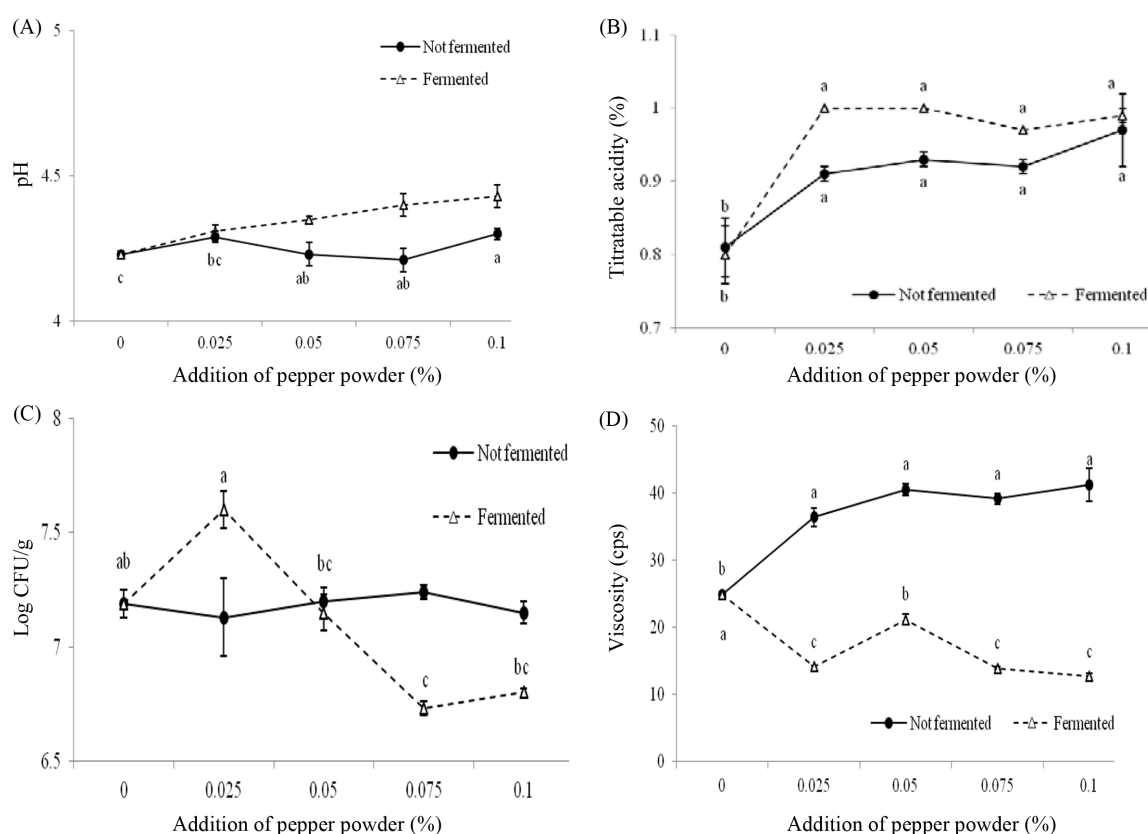 (A)
5
Not fermented
Fermented
pH
4.5
c
bc
ab
ab
a
4
0 0.025 0.05 0.075 0.1
Addition of pepper powder (%)
(B)
1.1
a a a a
Titratable acidity (%)
1
0.9
a a a a
b
0.8
b
Not fermented Fermented
0.7
0 0.025 0.05 0.075 0.1
Addition of pepper powder (%)
(C)
8
Not fermented
a
Fermented
Log CFU/g
7.5
ab
bc
7
c
bc
6.5
0 0.025 0.05 0.075 0.1
Addition of pepper powder (%)
(D)
50
a a a a
40
Viscosity (cps)
30
b
b
20
a
c
c
c
10
Not fermented Fermented
0
0 0.025 0.05 0.075 0.1
Addition of pepper powder (%)